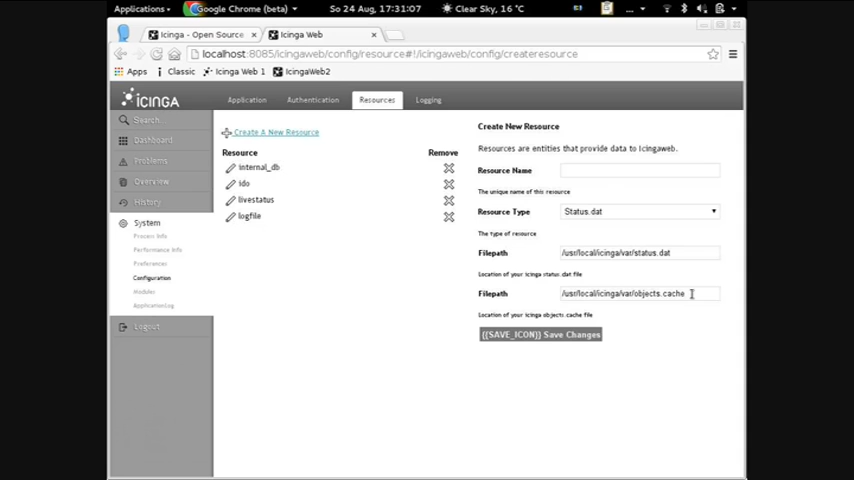 Applications
Google Chrome (beta)
So 24 Aug, 17:31:07
Clear Sky, 16 °C
...
Icinga - Open Source
Icinga Web
localhost:8085/icingaweb/config/resource#!/icingaweb/config/createresource
Apps
Classic
Icinga Web 1
IcingaWeb2
ICINGA
Application
Authentication
Resources
Logging
Search...
Dashboard
Problems
Overview
History
System
Process Info
Performance Info
Preferences
Configuration
Modules
ApplicationLog
Logout
Create A New Resource
Resource
Remove
internal_db
ido
livestatus
logfile
Create New Resource
Resources are entities that provide data to Icingaweb.
Resource Name
The unique name of this resource
Resource Type
Status.dat
The type of resource
Filepath
/usr/local/icinga/var/status.dat
Location of your icinga status.dat file
Filepath
/usr/local/icinga/var/objects.cache
Location of your icinga objects.cache file
{{SAVE_ICON}} Save Changes